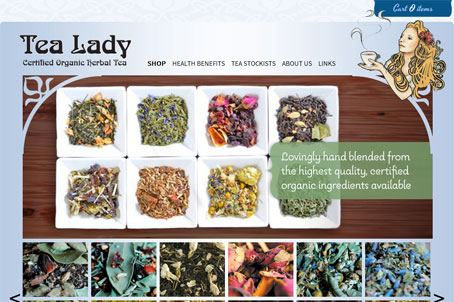 Cart 0 items
Tea Lady
Certified Organic Herbal Tea
SHOP HEALTH BENEFITS TEA STOCKISTS ABOUT US LINKS
Lovingly hand blended from
the highest quality, certified
organic ingredients available
< >